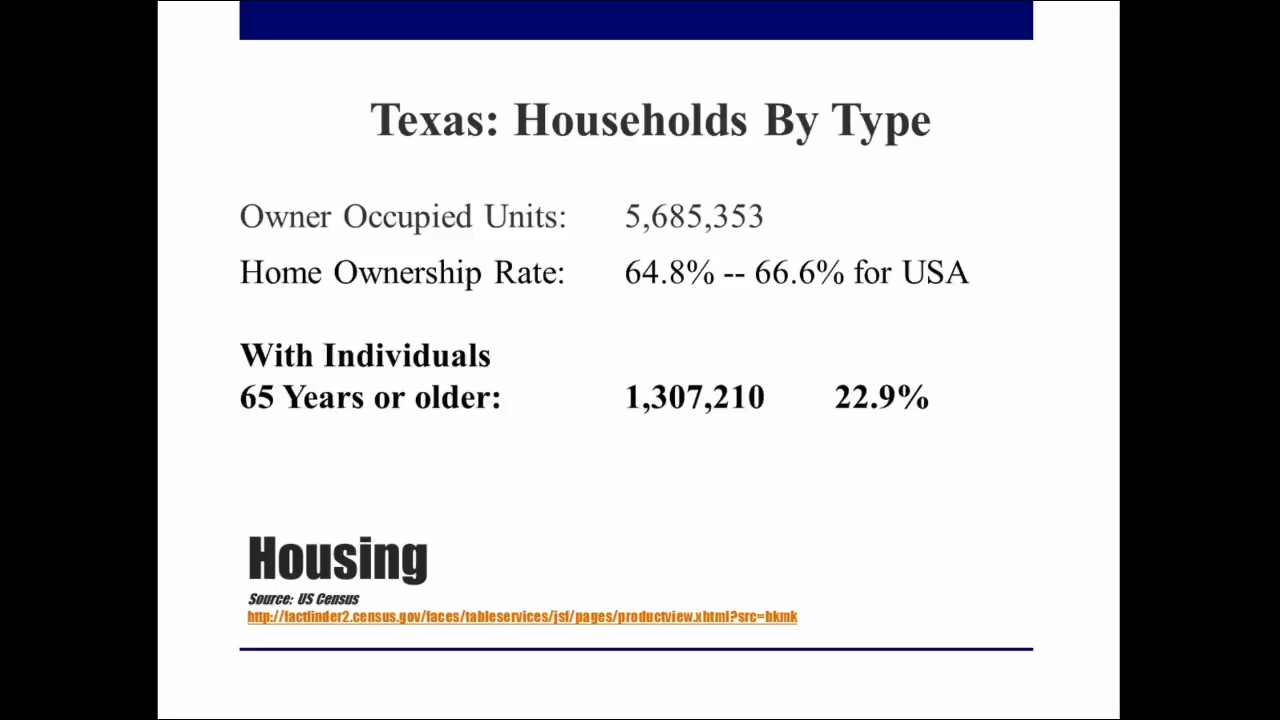 Texas: Households By Type
Owner Occupied Units: 5,685,353
Home Ownership Rate: 64.8% -- 66.6% for USA
With Individuals
65 Years or older: 1,307,210 22.9%
Housing
Source: US Census
http://factfinder2.census.gov/faces/tableservices/jsf/pages/productview.xhtml?src=bkmk